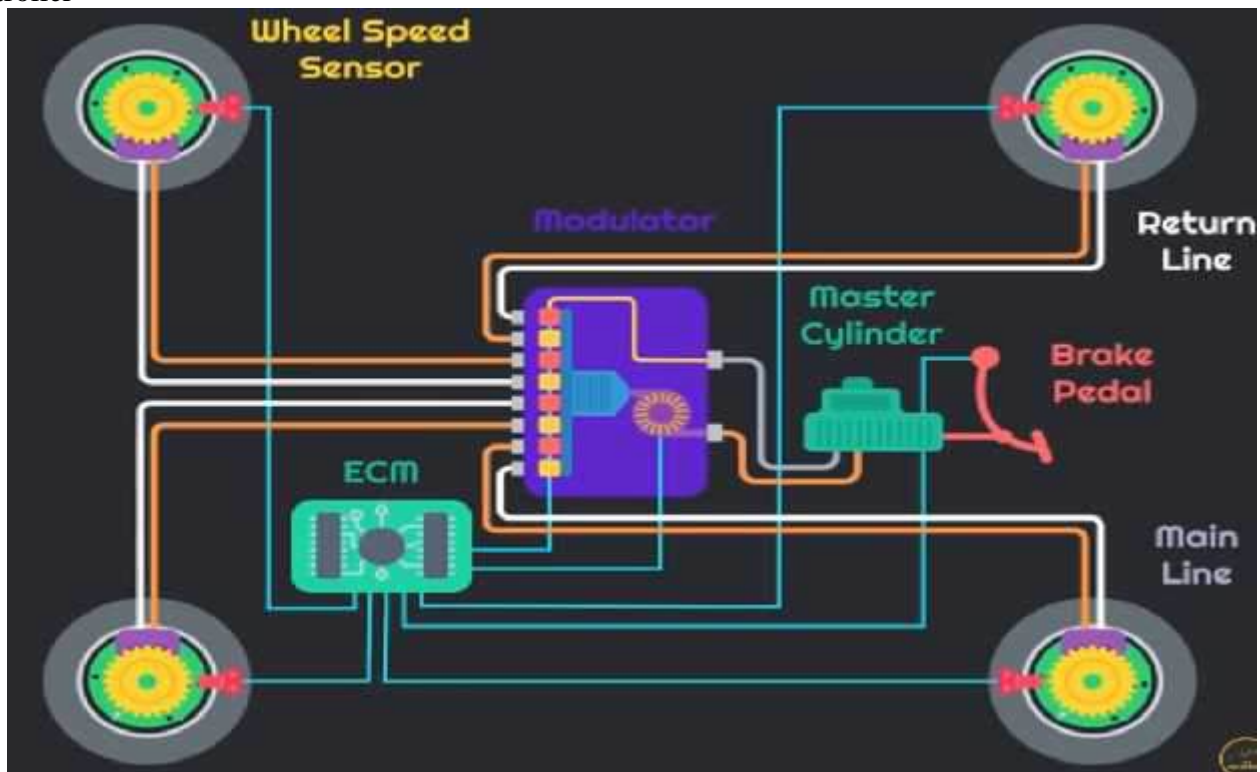 Wheel Speed
Sensor
Modulator
Return
Line
Master
Cylinder
Brake
Pedal
ECM
Main
Line